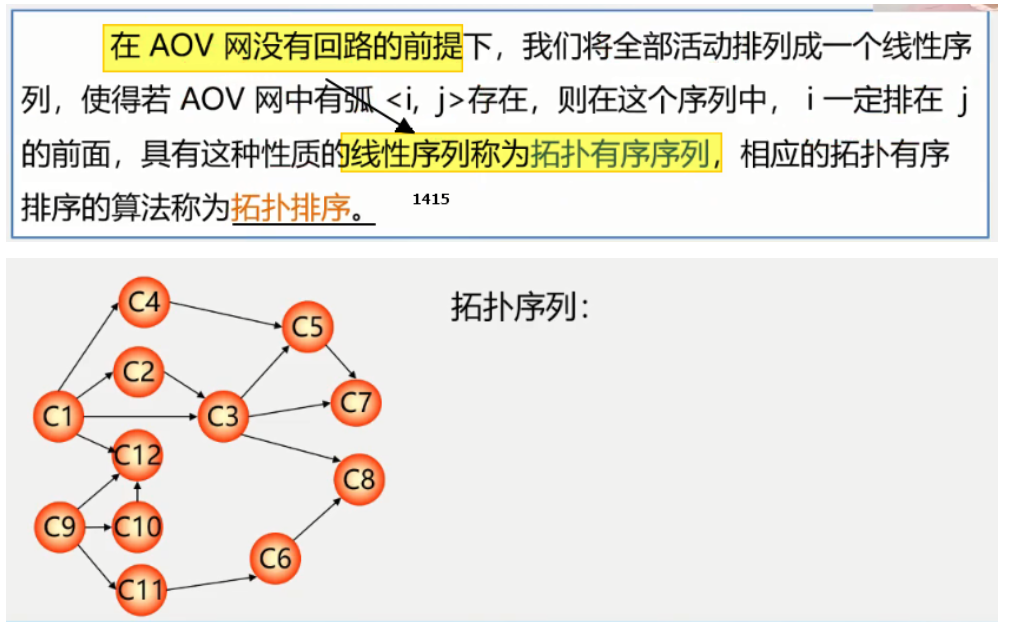 在 AOV 网没有回路的前提下，我们将全部活动排列成一个线性序
列，使得若 AOV 网中有弧 <i, j>存在，则在这个序列中， i 一定排在 j
的前面，具有这种性质的线性序列称为拓扑有序序列，相应的拓扑有序
排序的算法称为拓扑排序。
1415
拓扑序列：
C4
C5
C2
C7
C1
C3
C12
C8
C9
C10
C6
C11